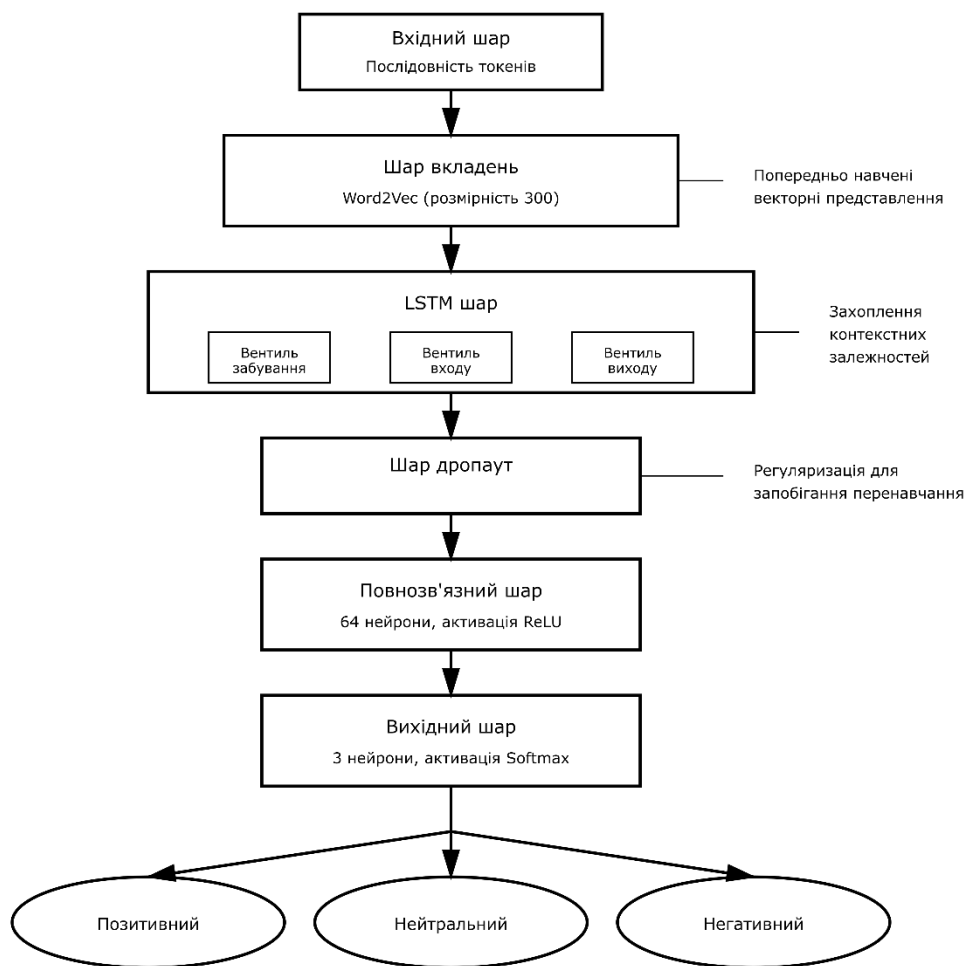 Вхідний шар
Послідовність токенів
Шар вкладень
Word2Vec (розмірність 300)
Попередньо навчені
векторні представлення
LSTM шар
Вентиль
забування
Вентиль
входу
Вентиль
виходу
Захоплення
контекстних
залежностей
Шар дропаут
Регуляризація для
запобігання перенавчання
Повнозв'язний шар
64 нейрони, активація ReLU
Вихідний шар
3 нейрони, активація Softmax
Позитивний
Нейтральний
Негативний